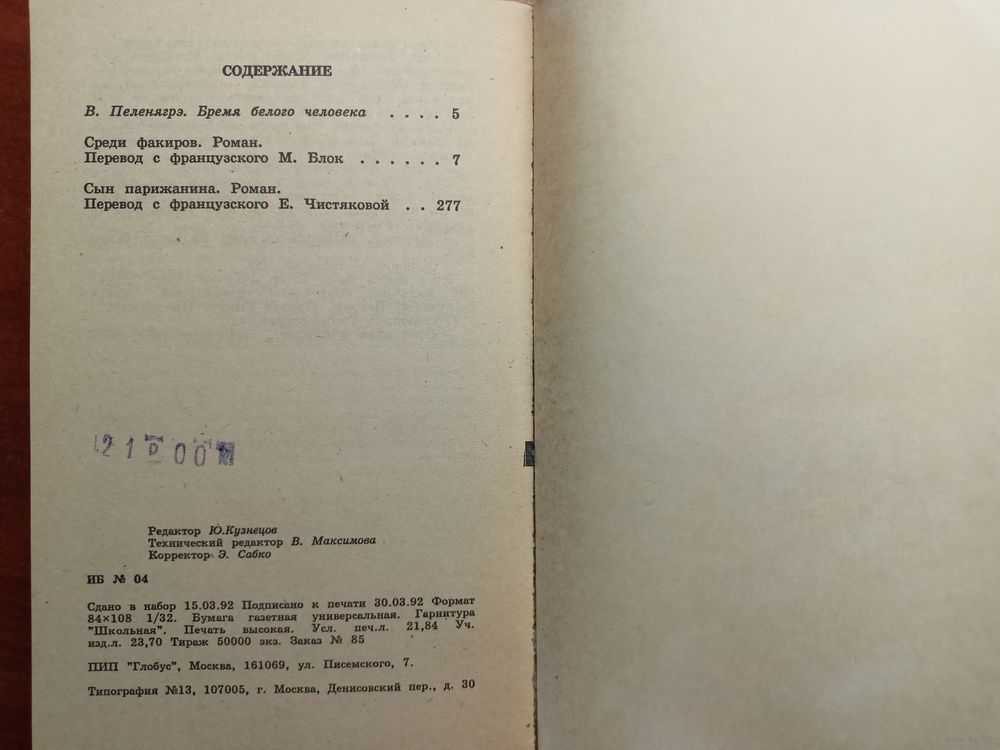 СОДЕРЖАНИЕ
В. Пеленягрэ. Бремя белого человека . . . . 5
Среди факиров. Роман.
Перевод с французского М. Блок . . . . . . 7
Сын парижанина. Роман.
Перевод с французского Е. Чистяковой . . 277
Редактор Ю.Кузнецов
Технический редактор В. Максимова
Корректор Э. Сабко
ИБ № 04
Сдано в набор 15.03.92 Подписано к печати 30.03.92 Формат
84×108 1/32. Бумага газетная универсальная. Гарнитура
"Школьная". Печать высокая. Усл. печ.л. 21,84 Уч.
изд.л. 23,70 Тираж 50000 экз. Заказ № 85
ПИП "Глобус", Москва, 161069, ул. Писемского, 7.
Типография №13, 107005, г. Москва, Денисовский пер., д. 30